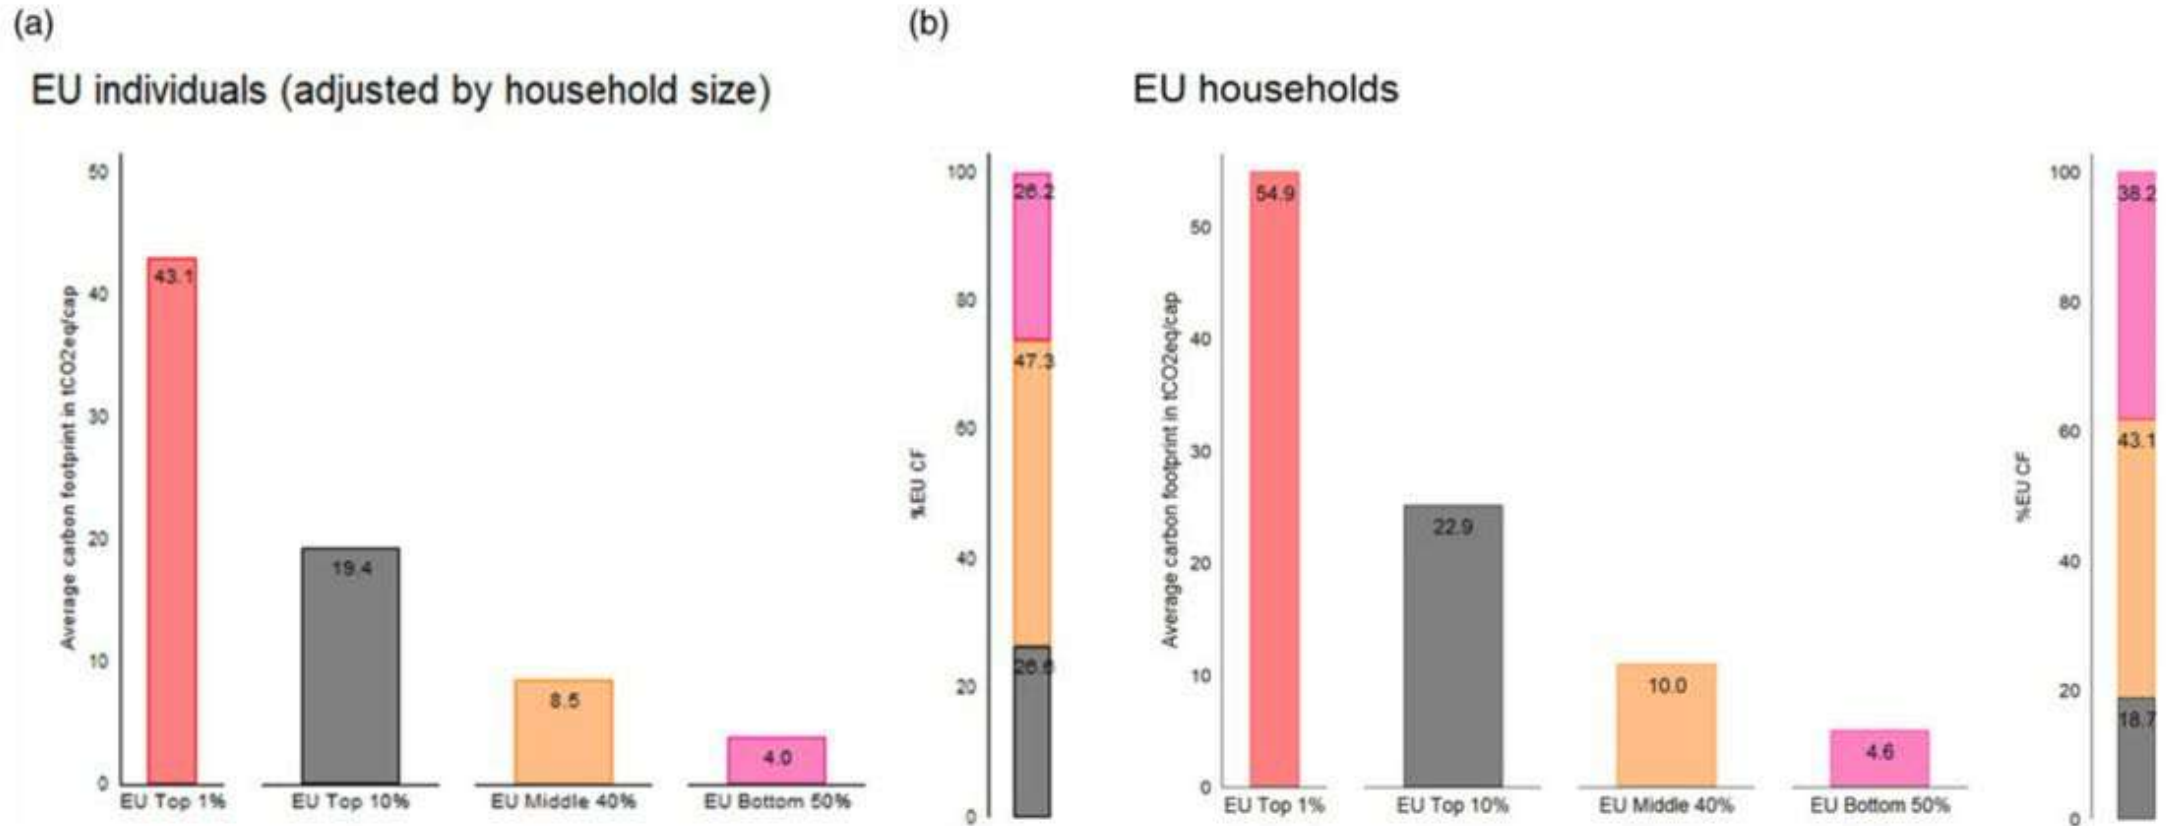 (a)
EU individuals (adjusted by household size)
Average carbon footprint in tCO2eq/cap
50
40
30
20
10
0
43.1
19.4
8.5
4.0
EU Top 1%
EU Top 10%
EU Middle 40%
EU Bottom 50%
%EU CF
100
80
60
40
20
0
26.2
47.3
26.6
(b)
EU households
Average carbon footprint in tCO2eq/cap
50
40
30
20
10
0
54.9
22.9
10.0
4.6
EU Top 1%
EU Top 10%
EU Middle 40%
EU Bottom 50%
%EU CF
100
80
60
40
20
0
38.2
43.1
18.7